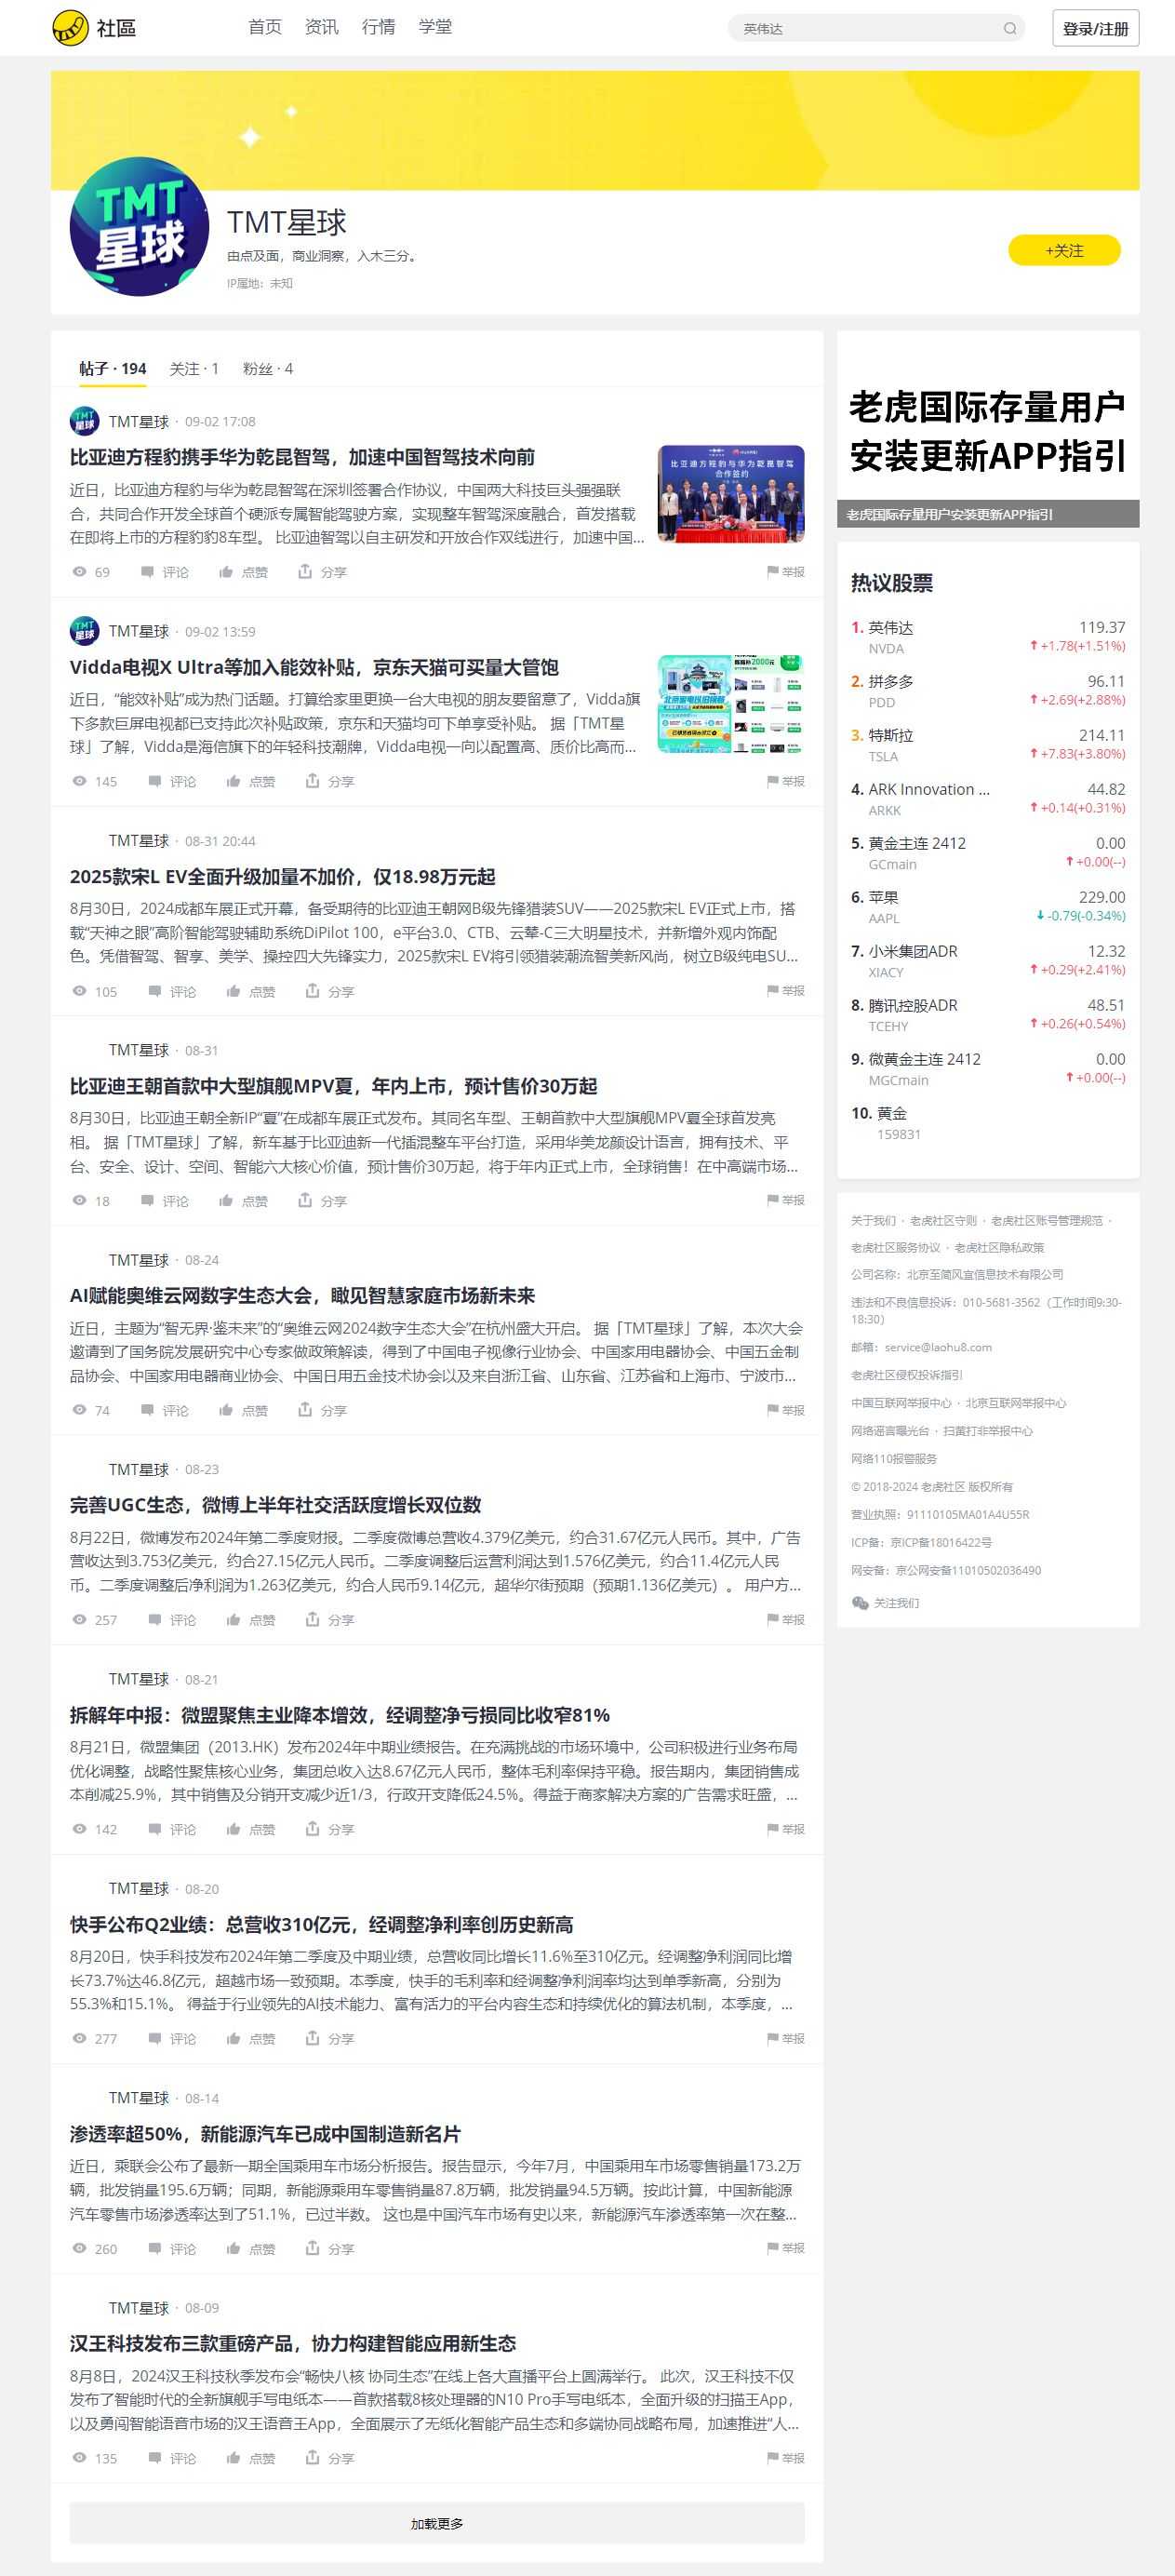 社區
首页 资讯 行情 学堂
英伟达
登录/注册
TMT
星球
TMT星球
由点及面，商业洞察，入木三分。
IP属地：未知
+关注
帖子 · 194 关注 · 1 粉丝 · 4
TMT星球 · 09-02 17:08
比亚迪方程豹携手华为乾昆智驾，加速中国智驾技术向前
近日，比亚迪方程豹与华为乾昆智驾在深圳签署合作协议，中国两大科技巨头强强联
合，共同合作开发全球首个硬派专属智能驾驶方案，实现整车智驾深度融合，首发搭载
在即将上市的方程豹豹8车型。 比亚迪智驾以自主研发和开放合作双线进行，加速中国...
比亚迪方程豹与华为乾昆智驾
合作签约
69 评论 点赞 分享 举报
TMT星球 · 09-02 13:59
Vidda电视X Ultra等加入能效补贴，京东天猫可买量大管饱
近日，“能效补贴”成为热门话题。打算给家里更换一台大电视的朋友要留意了，Vidda旗
下多款巨屏电视都已支持此次补贴政策，京东和天猫均可下单享受补贴。 据「TMT星
球」了解，Vidda是海信旗下的年轻科技潮牌，Vidda电视一向以配置高、质价比高而...
145 评论 点赞 分享 举报
TMT星球 · 08-31 20:44
2025款宋L EV全面升级加量不加价，仅18.98万元起
8月30日，2024成都车展正式开幕，备受期待的比亚迪王朝网B级先锋猎装SUV——2025款宋L EV正式上市，搭
载“天神之眼”高阶智能驾驶辅助系统DiPilot 100，e平台3.0、CTB、云辇-C三大明星技术，并新增外观内饰配
色。凭借智驾、智享、美学、操控四大先锋实力，2025款宋L EV将引领猎装潮流智美新风尚，树立B级纯电SU...
105 评论 点赞 分享 举报
TMT星球 · 08-31
比亚迪王朝首款中大型旗舰MPV夏，年内上市，预计售价30万起
8月30日，比亚迪王朝全新IP“夏”在成都车展正式发布。其同名车型、王朝首款中大型旗舰MPV夏全球首发亮
相。 据「TMT星球」了解，新车基于比亚迪新一代插混整车平台打造，采用华美龙颜设计语言，拥有技术、平
台、安全、设计、空间、智能六大核心价值，预计售价30万起，将于年内正式上市，全球销售！在中高端市场...
18 评论 点赞 分享 举报
TMT星球 · 08-24
AI赋能奥维云网数字生态大会，瞰见智慧家庭市场新未来
近日，主题为“智无界·鉴未来”的“奥维云网2024数字生态大会”在杭州盛大开启。 据「TMT星球」了解，本次大会
邀请到了国务院发展研究中心专家做政策解读，得到了中国电子视像行业协会、中国家用电器协会、中国五金制
品协会、中国家用电器商业协会、中国日用五金技术协会以及来自浙江省、山东省、江苏省和上海市、宁波市...
74 评论 点赞 分享 举报
TMT星球 · 08-23
完善UGC生态，微博上半年社交活跃度增长双位数
8月22日，微博发布2024年第二季度财报。二季度微博总营收4.379亿美元，约合31.67亿元人民币。其中，广告
营收达到3.753亿美元，约合27.15亿元人民币。二季度调整后运营利润达到1.576亿美元，约合11.4亿元人民
币。二季度调整后净利润为1.263亿美元，约合人民币9.14亿元，超华尔街预期（预期1.136亿美元）。 用户方...
257 评论 点赞 分享 举报
TMT星球 · 08-21
拆解年中报：微盟聚焦主业降本增效，经调整净亏损同比收窄81%
8月21日，微盟集团（2013.HK）发布2024年中期业绩报告。在充满挑战的市场环境中，公司积极进行业务布局
优化调整，战略性聚焦核心业务，集团总收入达8.67亿元人民币，整体毛利率保持平稳。报告期内，集团销售成
本削减25.9%，其中销售及分销开支减少近1/3，行政开支降低24.5%。得益于商家解决方案的广告需求旺盛，...
142 评论 点赞 分享 举报
TMT星球 · 08-20
快手公布Q2业绩：总营收310亿元，经调整净利率创历史新高
8月20日，快手科技发布2024年第二季度及中期业绩，总营收同比增长11.6%至310亿元。经调整净利润同比增
长73.7%达46.8亿元，超越市场一致预期。本季度，快手的毛利率和经调整净利润率均达到单季新高，分别为
55.3%和15.1%。 得益于行业领先的AI技术能力、富有活力的平台内容生态和持续优化的算法机制，本季度，...
277 评论 点赞 分享 举报
TMT星球 · 08-14
渗透率超50%，新能源汽车已成中国制造新名片
近日，乘联会公布了最新一期全国乘用车市场分析报告。报告显示，今年7月，中国乘用车市场零售销量173.2万
辆，批发销量195.6万辆；同期，新能源乘用车零售销量87.8万辆，批发销量94.5万辆。按此计算，中国新能源
汽车零售市场渗透率达到了51.1%，已过半数。 这也是中国汽车市场有史以来，新能源汽车渗透率第一次在整...
260 评论 点赞 分享 举报
TMT星球 · 08-09
汉王科技发布三款重磅产品，协力构建智能应用新生态
8月8日，2024汉王科技秋季发布会“畅快八核 协同生态”在线上各大直播平台上圆满举行。 此次，汉王科技不仅
发布了智能时代的全新旗舰手写电纸本——首款搭载8核处理器的N10 Pro手写电纸本，全面升级的扫描王App，
以及勇闯智能语音市场的汉王语音王App，全面展示了无纸化智能产品生态和多端协同战略布局，加速推进“人...
135 评论 点赞 分享 举报
加载更多
老虎国际存量用户
安装更新APP指引
老虎国际存量用户安装更新APP指引
热议股票
1. 英伟达 119.37
NVDA +1.78(+1.51%)
2. 拼多多 96.11
PDD +2.69(+2.88%)
3. 特斯拉 214.11
TSLA +7.83(+3.80%)
4. ARK Innovation ... 44.82
ARKK +0.14(+0.31%)
5. 黄金主连 2412 0.00
GCmain +0.00(--)
6. 苹果 229.00
AAPL -0.79(-0.34%)
7. 小米集团ADR 12.32
XIACY +0.29(+2.41%)
8. 腾讯控股ADR 48.51
TCEHY +0.26(+0.54%)
9. 微黄金主连 2412 0.00
MGCmain +0.00(--)
10. 黄金
159831
关于我们 · 老虎社区守则 · 老虎社区账号管理规范 ·
老虎社区服务协议 · 老虎社区隐私政策
公司名称：北京至简风宜信息技术有限公司
违法和不良信息投诉：010-5681-3562（工作时间9:30-
18:30）
邮箱：service@laohu8.com
老虎社区侵权投诉指引
中国互联网举报中心 · 北京互联网举报中心
网络谣言曝光台 · 扫黄打非举报中心
网络110报警服务
© 2018-2024 老虎社区 版权所有
营业执照：91110105MA01A4U55R
ICP备：京ICP备18016422号
网安备：京公网安备11010502036490
关注我们